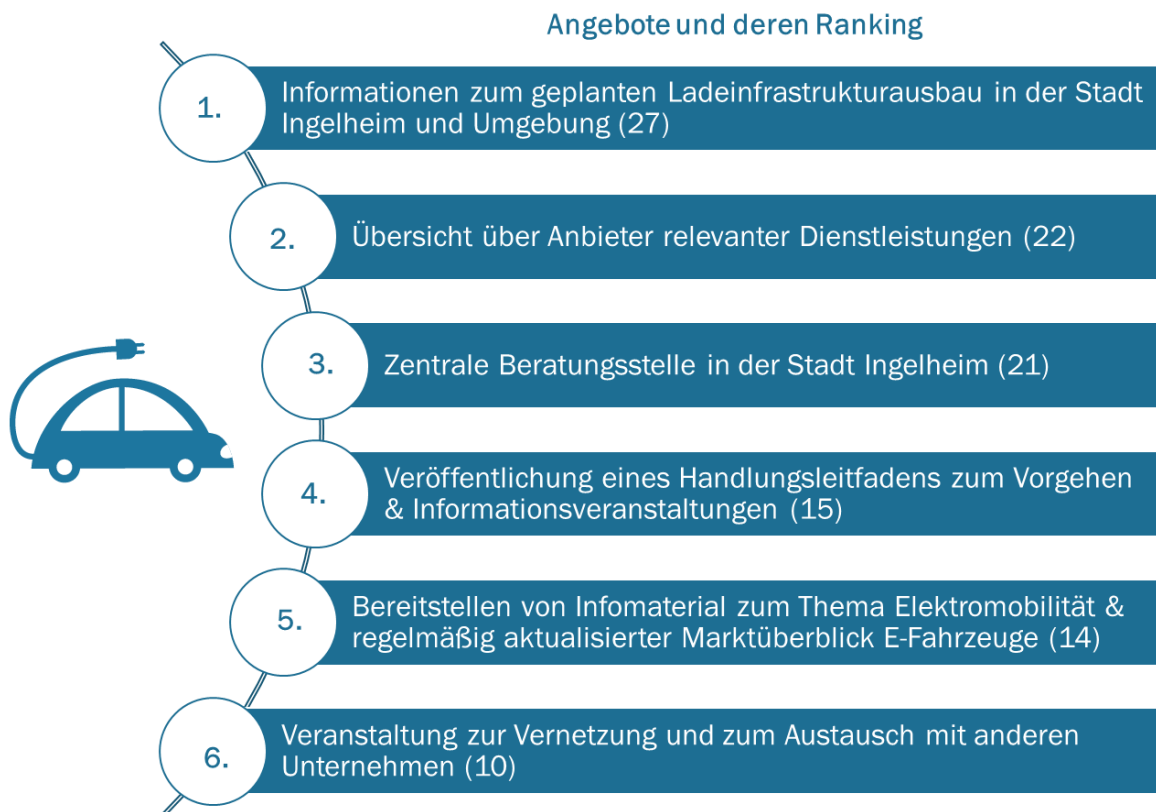 Angebote und deren Ranking
1.
Informationen zum geplanten Ladeinfrastrukturausbau in der Stadt
Ingelheim und Umgebung (27)
2.
Übersicht über Anbieter relevanter Dienstleistungen (22)
3.
Zentrale Beratungsstelle in der Stadt Ingelheim (21)
4.
Veröffentlichung eines Handlungsleitfadens zum Vorgehen
& Informationsveranstaltungen (15)
5.
Bereitstellen von Infomaterial zum Thema Elektromobilität &
regelmäßig aktualisierter Marktüberblick E-Fahrzeuge (14)
6.
Veranstaltung zur Vernetzung und zum Austausch mit anderen
Unternehmen (10)